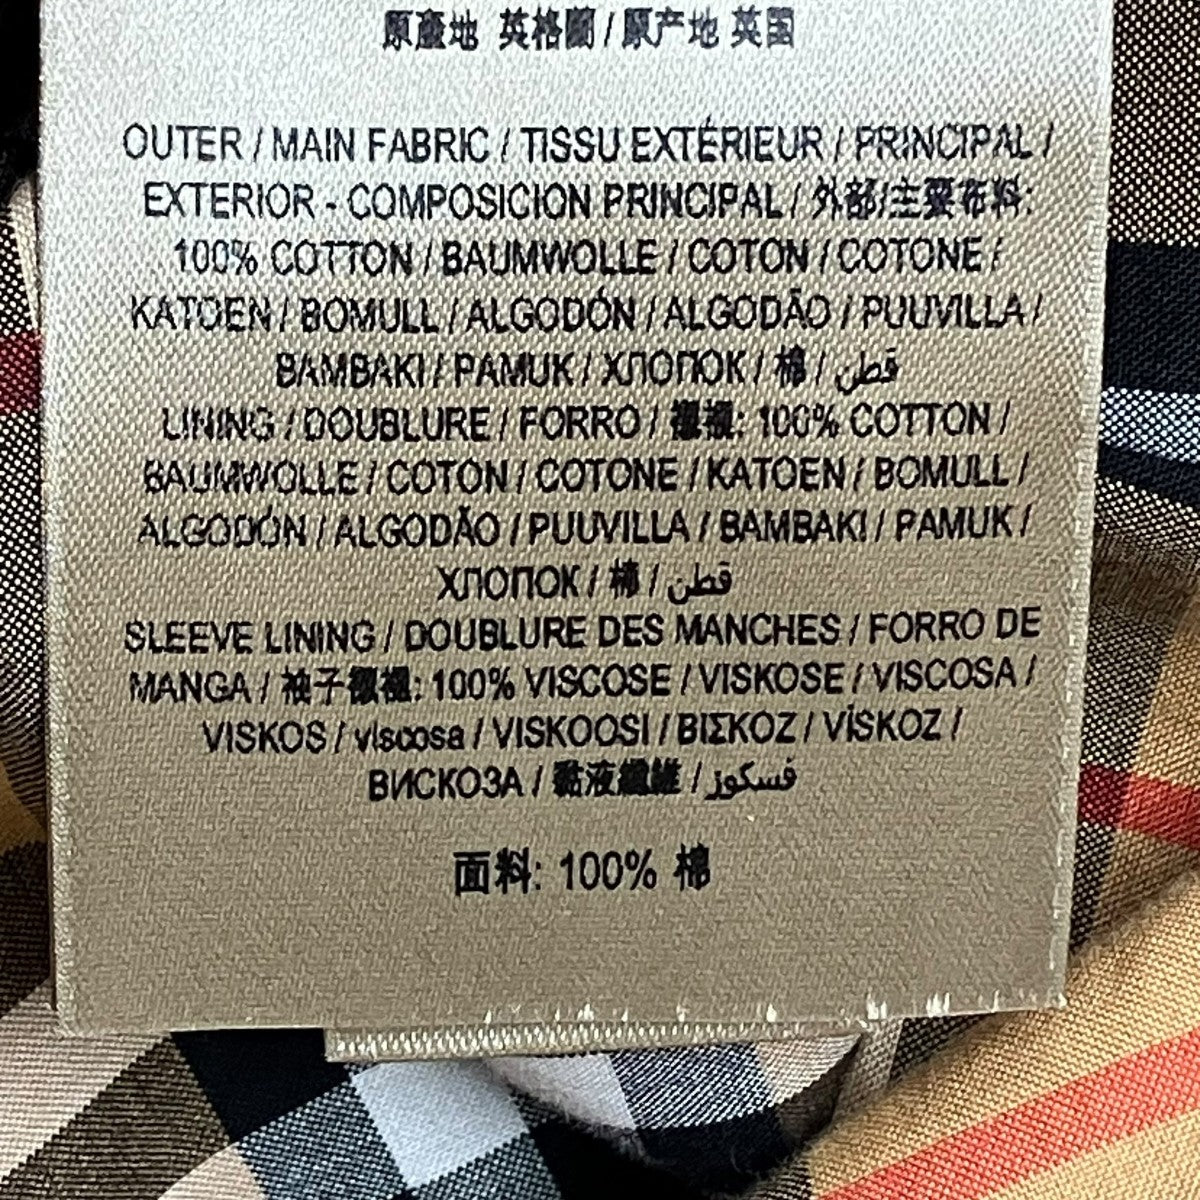 原產地 英格蘭 / 原产地 英国
OUTER / MAIN FABRIC / TISSU EXTÉRIEUR / PRINCIPAL /
EXTERIOR - COMPOSICION PRINCIPAL / 外部/主要布料:
100% COTTON / BAUMWOLLE / COTON / COTONE /
KATOEN / BOMULL / ALGODÓN / ALGODÃO / PUUVILLA /
BAMBAKI / PAMUK / ХЛОПОК / 棉 / قطن
LINING / DOUBLURE / FORRO / 襯裡: 100% COTTON /
BAUMWOLLE / COTON / COTONE / KATOEN / BOMULL /
ALGODÓN / ALGODÃO / PUUVILLA / BAMBAKI / PAMUK /
ХЛОПОК / 棉 / قطن
SLEEVE LINING / DOUBLURE DES MANCHES / FORRO DE
MANGA / 袖子襯裡: 100% VISCOSE / VISKOSE / VISCOSA /
VISKOS / viscosa / VISKOOSI / ΒΙΣΚΟΖ / VİSKOZ /
ВИСКОЗА / 黏液纖維 / فسكوز
面料: 100% 棉